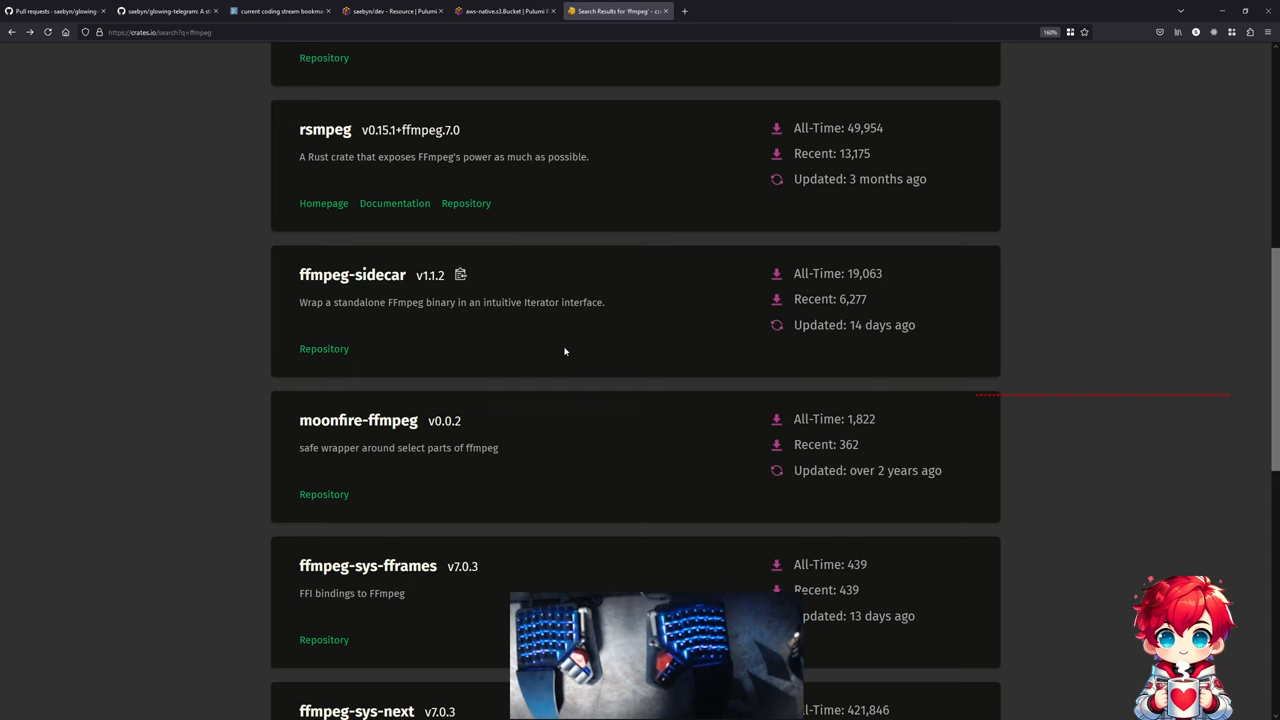 Pull requests - saebyn/glowing-
saebyn/glowing-telegram: A st
current coding stream bookma
saebyn/dev - Resource | Pulumi
aws-native.s3.Bucket | Pulumi R
Search Results for 'ffmpeg' - cr
https://crates.io/search?q=ffmpeg
160%
Repository
rsmpeg v0.15.1+ffmpeg.7.0
A Rust crate that exposes FFmpeg's power as much as possible.
Homepage Documentation Repository
All-Time: 49,954
Recent: 13,175
Updated: 3 months ago
ffmpeg-sidecar v1.1.2
Wrap a standalone FFmpeg binary in an intuitive Iterator interface.
Repository
All-Time: 19,063
Recent: 6,277
Updated: 14 days ago
moonfire-ffmpeg v0.0.2
safe wrapper around select parts of ffmpeg
Repository
All-Time: 1,822
Recent: 362
Updated: over 2 years ago
ffmpeg-sys-fframes v7.0.3
FFI bindings to FFmpeg
Repository
All-Time: 439
Recent: 439
Updated: 13 days ago
ffmpeg-sys-next v7.0.3
All-Time: 421,846